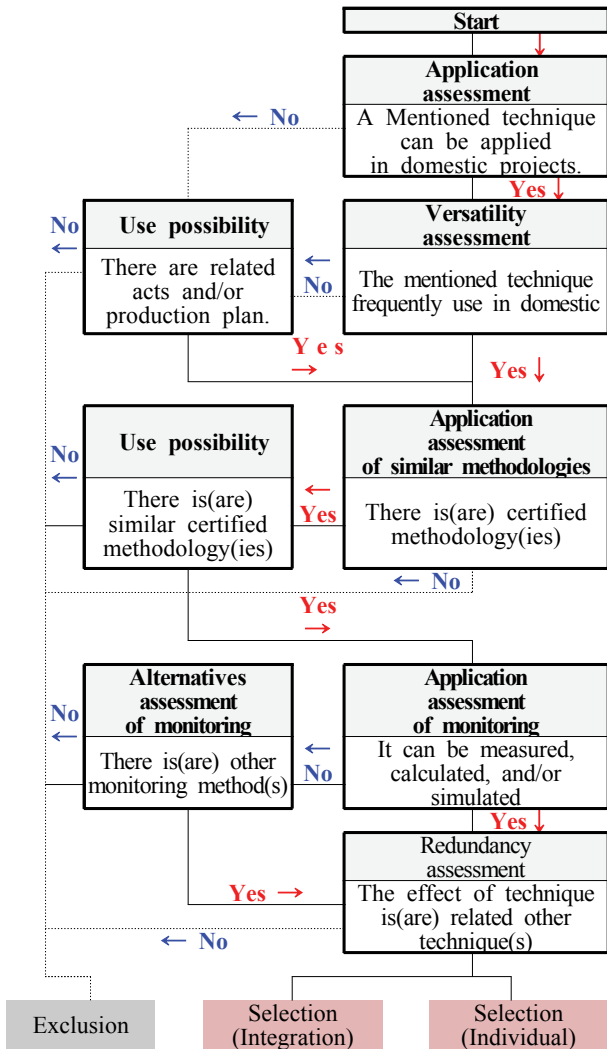 Start
Application
assessment
A Mentioned technique
can be applied
in domestic projects.
← No
Yes
No
Use possibility
There are related
acts and/or
production plan.
No
Versatility
assessment
The mentioned technique
frequently use in domestic
Yes
Yes
No
Use possibility
There is(are)
similar certified
methodology(ies)
Yes
Application
assessment
of similar methodologies
There is(are) certified
methodology(ies)
← No
Yes
No
Alternatives
assessment
of monitoring
There is(are) other
monitoring method(s)
No
Application
assessment
of monitoring
It can be measured,
calculated, and/or
simulated
Yes
Yes →
Redundancy
assessment
The effect of technique
is(are) related other
technique(s)
← No
Exclusion
Selection
(Integration)
Selection
(Individual)